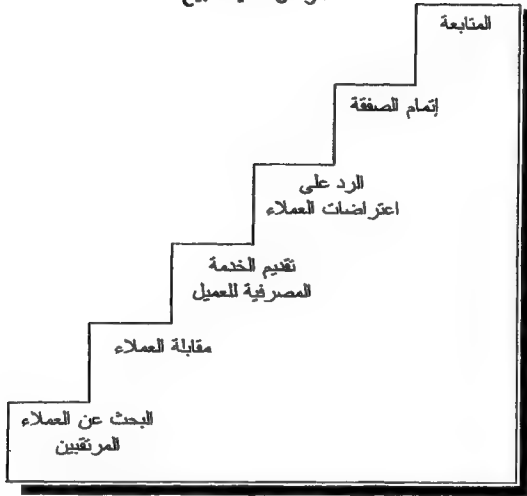 المتابعة
إتمام الصفقة
الرد على
اعتراضات العملاء
تقديم الخدمة
المصرفية للعميل
مقابلة العملاء
البحث عن العملاء
المرتقبين